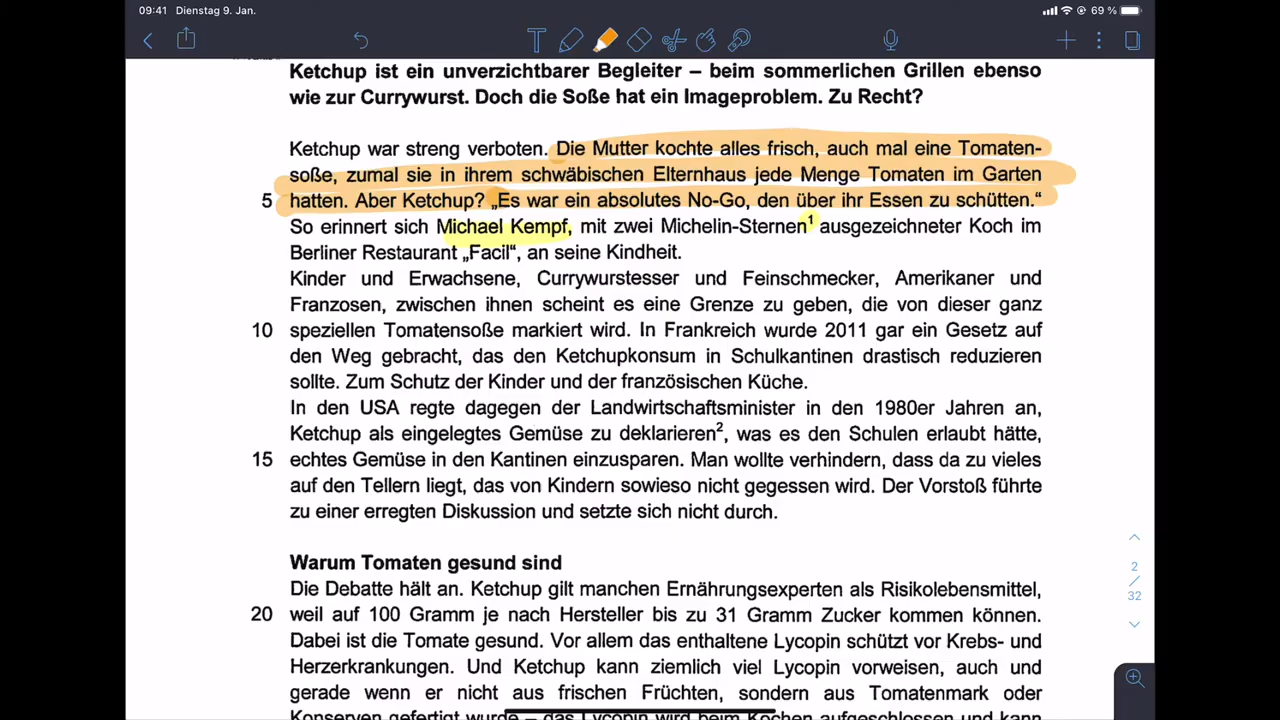 09:41 Dienstag 9. Jan.
69 %
Ketchup ist ein unverzichtbarer Begleiter – beim sommerlichen Grillen ebenso
wie zur Currywurst. Doch die Soße hat ein Imageproblem. Zu Recht?
Ketchup war streng verboten. Die Mutter kochte alles frisch, auch mal eine Tomaten-
soße, zumal sie in ihrem schwäbischen Elternhaus jede Menge Tomaten im Garten
5 hatten. Aber Ketchup? „Es war ein absolutes No-Go, den über ihr Essen zu schütten.“
So erinnert sich Michael Kempf, mit zwei Michelin-Sternen¹ ausgezeichneter Koch im
Berliner Restaurant „Facil“, an seine Kindheit.
Kinder und Erwachsene, Currywurstesser und Feinschmecker, Amerikaner und
Franzosen, zwischen ihnen scheint es eine Grenze zu geben, die von dieser ganz
10 speziellen Tomatensoße markiert wird. In Frankreich wurde 2011 gar ein Gesetz auf
den Weg gebracht, das den Ketchupkonsum in Schulkantinen drastisch reduzieren
sollte. Zum Schutz der Kinder und der französischen Küche.
In den USA regte dagegen der Landwirtschaftsminister in den 1980er Jahren an,
Ketchup als eingelegtes Gemüse zu deklarieren², was es den Schulen erlaubt hätte,
15 echtes Gemüse in den Kantinen einzusparen. Man wollte verhindern, dass da zu vieles
auf den Tellern liegt, das von Kindern sowieso nicht gegessen wird. Der Vorstoß führte
zu einer erregten Diskussion und setzte sich nicht durch.
Warum Tomaten gesund sind
Die Debatte hält an. Ketchup gilt manchen Ernährungsexperten als Risikolebensmittel,
20 weil auf 100 Gramm je nach Hersteller bis zu 31 Gramm Zucker kommen können.
Dabei ist die Tomate gesund. Vor allem das enthaltene Lycopin schützt vor Krebs- und
Herzerkrankungen. Und Ketchup kann ziemlich viel Lycopin vorweisen, auch und
gerade wenn er nicht aus frischen Früchten, sondern aus Tomatenmark oder
Konserven gefertigt wurde – das Lycopin wird beim Kochen aufgeschlossen und kann
2
/
32